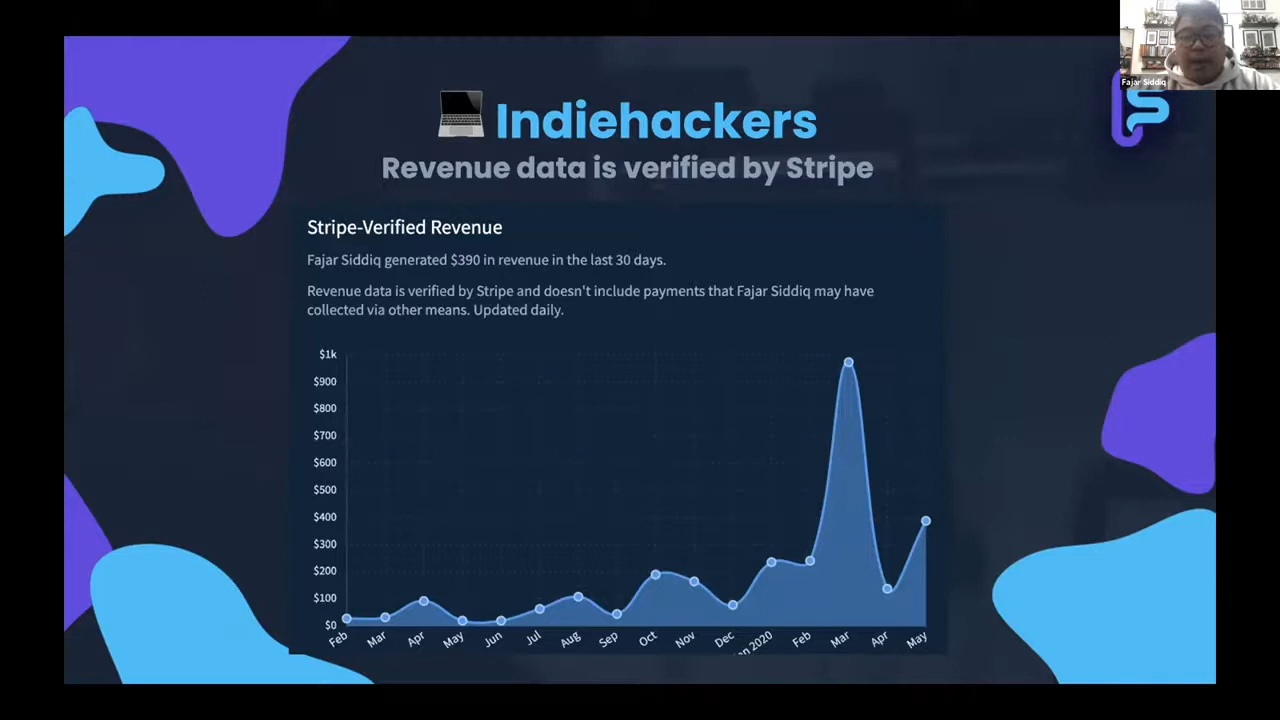 Fajar Siddiq
Indiehackers
Revenue data is verified by Stripe
Stripe-Verified Revenue
Fajar Siddiq generated $390 in revenue in the last 30 days.
Revenue data is verified by Stripe and doesn't include payments that Fajar Siddiq may have
collected via other means. Updated daily.
$1k
$900
$800
$700
$600
$500
$400
$300
$200
$100
$0
Feb Mar Apr May Jun Jul Aug Sep Oct Nov Dec 2020 Feb Mar Apr May